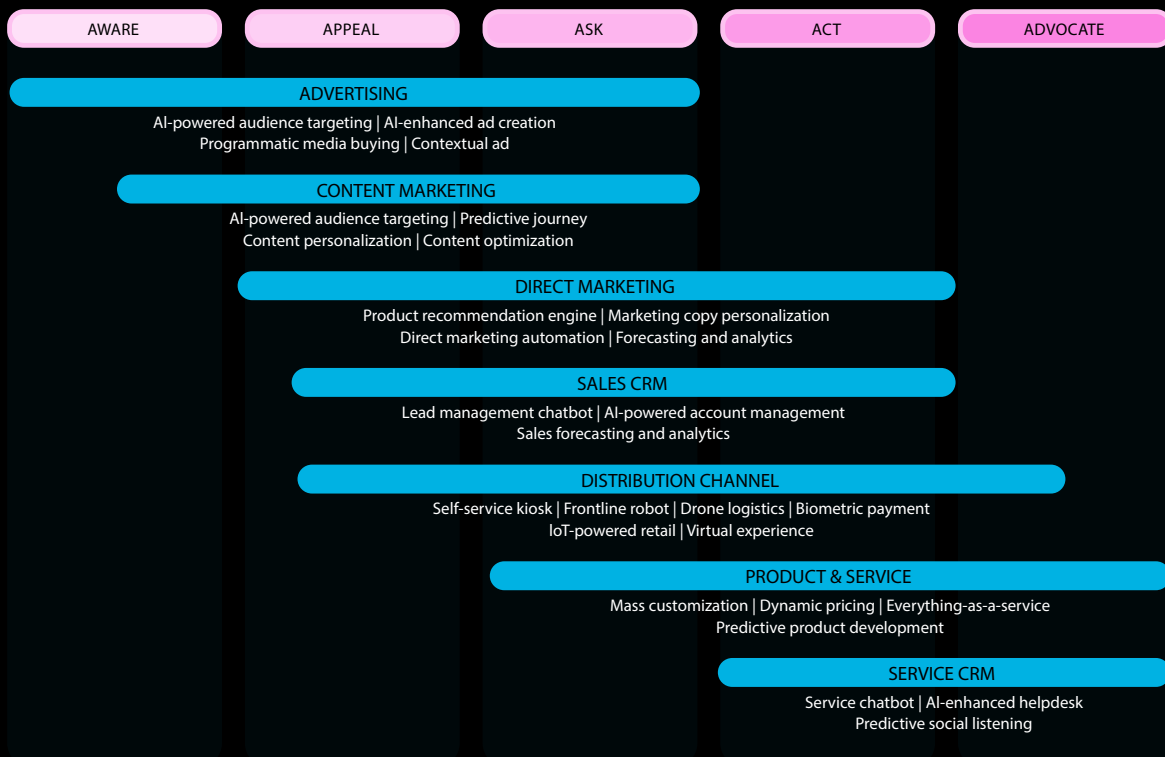 AWARE
APPEAL
ASK
ACT
ADVOCATE
ADVERTISING
AI-powered audience targeting | AI-enhanced ad creation
Programmatic media buying | Contextual ad
CONTENT MARKETING
AI-powered audience targeting | Predictive journey
Content personalization | Content optimization
DIRECT MARKETING
Product recommendation engine | Marketing copy personalization
Direct marketing automation | Forecasting and analytics
SALES CRM
Lead management chatbot | AI-powered account management
Sales forecasting and analytics
DISTRIBUTION CHANNEL
Self-service kiosk | Frontline robot | Drone logistics | Biometric payment
IoT-powered retail | Virtual experience
PRODUCT & SERVICE
Mass customization | Dynamic pricing | Everything-as-a-service
Predictive product development
SERVICE CRM
Service chatbot | AI-enhanced helpdesk
Predictive social listening